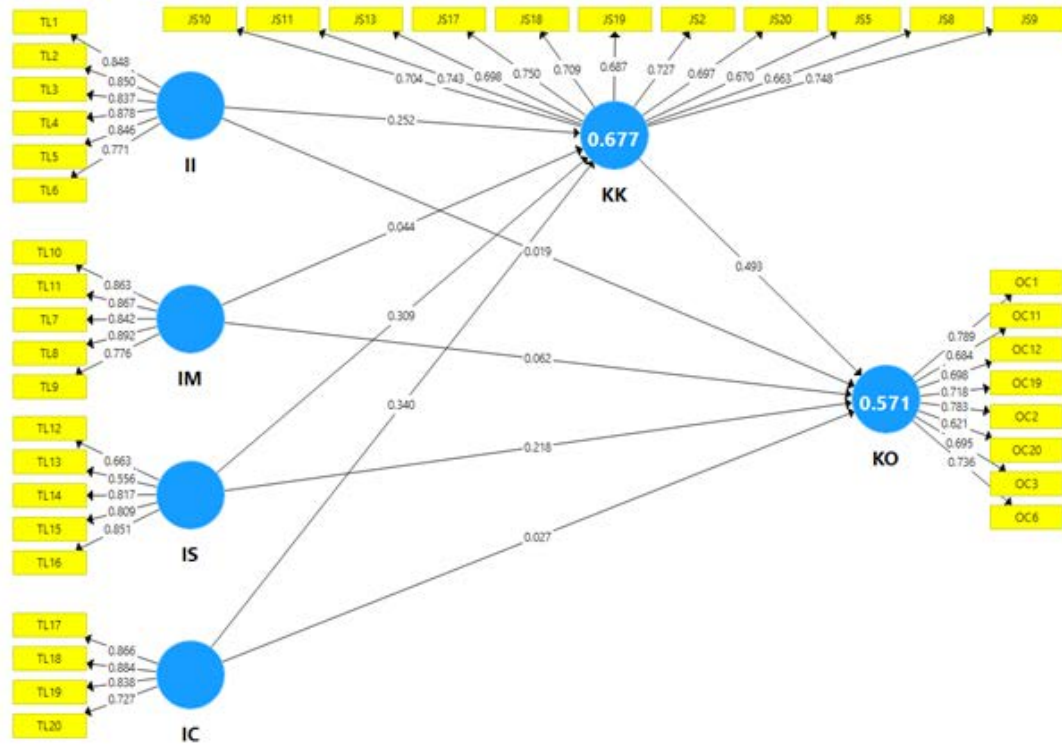 TL1
TL2
TL3
TL4
TL5
TL6
0.848
0.850
0.837
0.878
0.846
0.771
II
JS10
JS11
JS13
JS17
JS18
JS19
JS2
JS20
JS5
JS8
JS9
0.704
0.743
0.698
0.750
0.709
0.687
0.727
0.697
0.670
0.663
0.748
0.677
KK
0.252
0.044
0.019
0.493
TL10
TL11
TL7
TL8
TL9
0.863
0.867
0.842
0.892
0.776
IM
0.309
0.062
0.340
OC1
OC11
OC12
OC19
OC2
OC20
OC3
OC6
0.789
0.684
0.698
0.718
0.783
0.621
0.695
0.736
0.571
KO
TL12
TL13
TL14
TL15
TL16
0.663
0.556
0.817
0.809
0.851
IS
0.218
0.027
TL17
TL18
TL19
TL20
0.866
0.884
0.838
0.727
IC